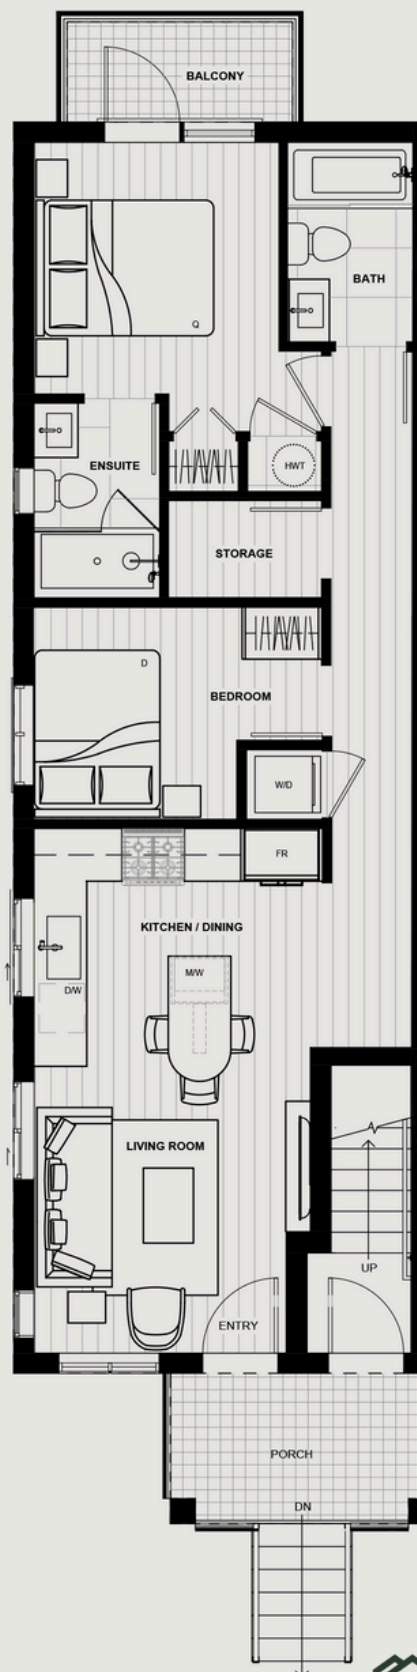 BALCONY
BATH
Q
ENSUITE
HWT
STORAGE
D
BEDROOM
W/D
FR
KITCHEN / DINING
M/W
D/W
LIVING ROOM
UP
ENTRY
PORCH
DN